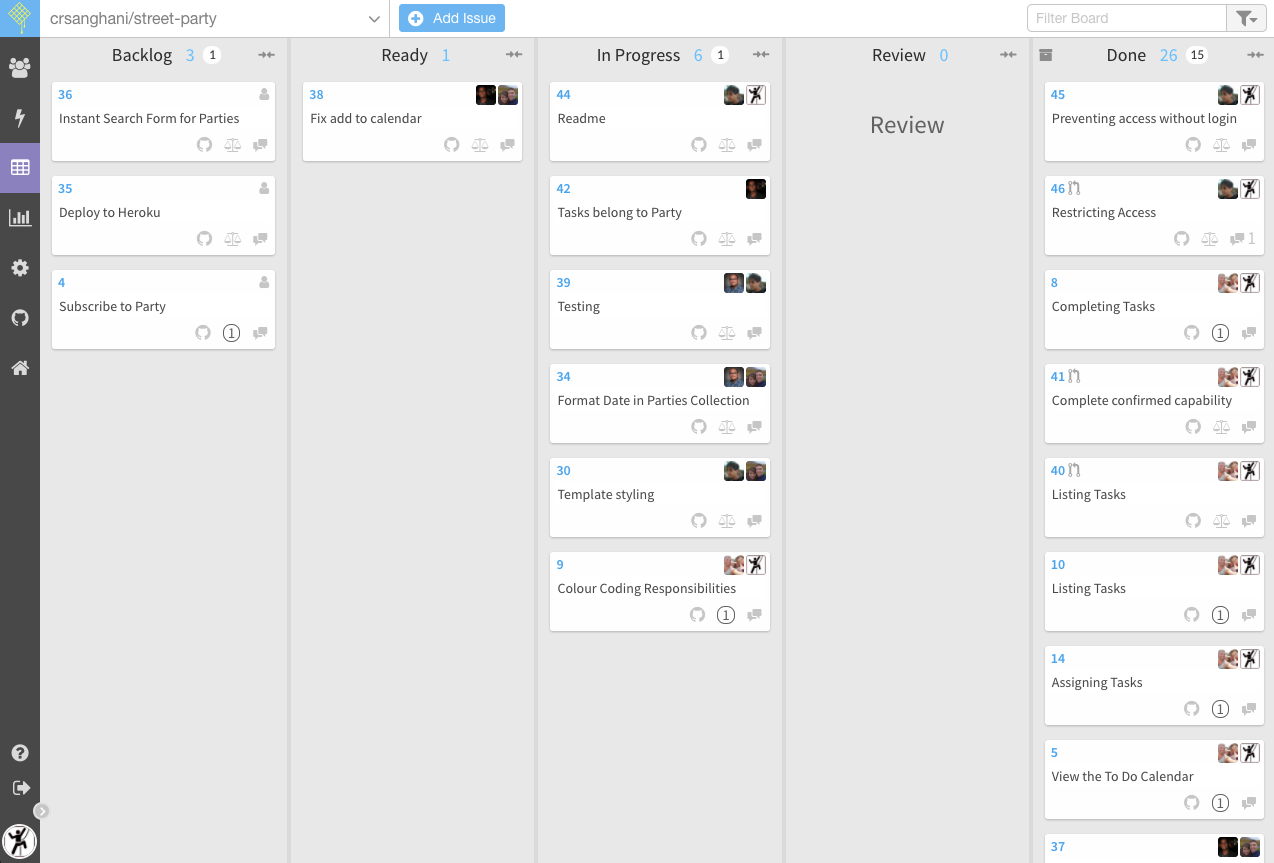 crsanghani/street-party
Add Issue
Filter Board
Backlog 3 1
36
Instant Search Form for Parties
35
Deploy to Heroku
4
Subscribe to Party
1
Ready 1
38
Fix add to calendar
In Progress 6 1
44
Readme
42
Tasks belong to Party
39
Testing
34
Format Date in Parties Collection
30
Template styling
9
Colour Coding Responsibilities
1
Review 0
Review
Done 26 15
45
Preventing access without login
46
Restricting Access
1
8
Completing Tasks
1
41
Complete confirmed capability
40
Listing Tasks
10
Listing Tasks
1
14
Assigning Tasks
1
5
View the To Do Calendar
1
37